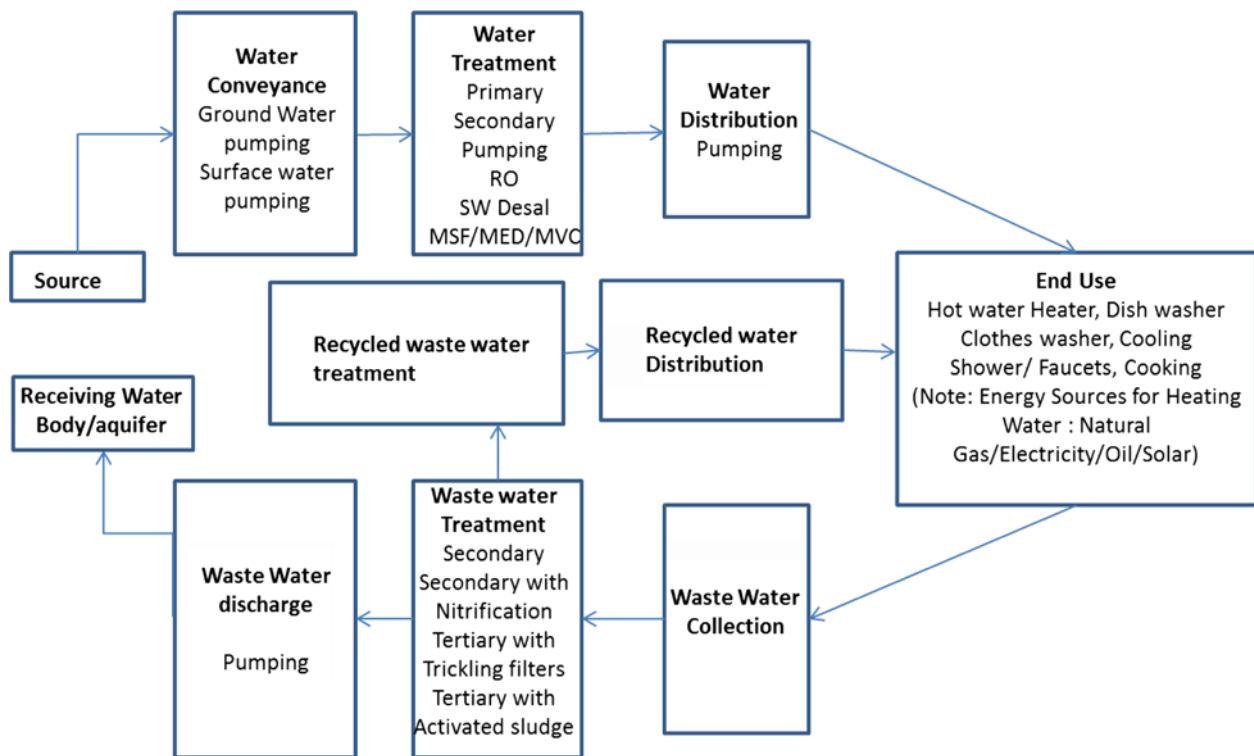 Water
Conveyance
Ground Water
pumping
Surface water
pumping
Water
Treatment
Primary
Secondary
Pumping
RO
SW Desal
MSF/MED/MVC
Water
Distribution
Pumping
Source
End Use
Hot water Heater, Dish washer
Clothes washer, Cooling
Shower/ Faucets, Cooking
(Note: Energy Sources for Heating
Water : Natural
Gas/Electricity/Oil/Solar)
Recycled waste water
treatment
Recycled water
Distribution
Receiving Water
Body/aquifer
Waste Water
discharge
Pumping
Waste water
Treatment
Secondary
Secondary with
Nitrification
Tertiary with
Trickling filters
Tertiary with
Activated sludge
Waste Water
Collection